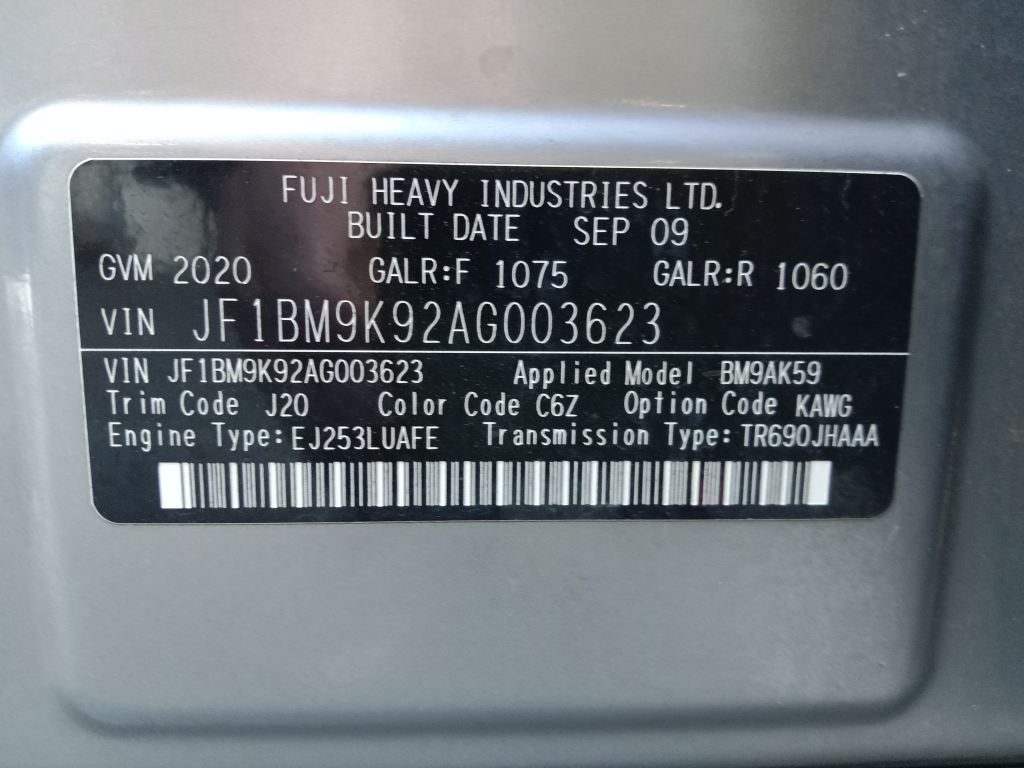 FUJI HEAVY INDUSTRIES LTD.
BUILT DATE SEP 09
GVM 2020 GALR:F 1075 GALR:R 1060
VIN JF1BM9K92AG003623
VIN JF1BM9K92AG003623 Applied Model BM9AK59
Trim Code J20 Color Code C6Z Option Code KAWG
Engine Type: EJ253LUAFE Transmission Type: TR690JHAAA